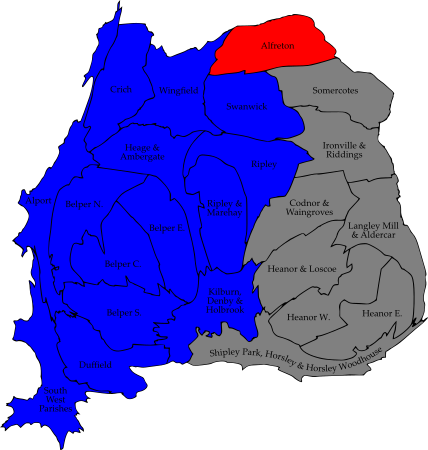 Alfreton
Crich
Wingfield
Swanwick
Somercotes
Heage &
Ambergate
Ripley
Ironville &
Riddings
Alport
Belper N.
Ripley &
Marehay
Codnor &
Waingroves
Belper E.
Langley Mill
& Aldercar
Belper C.
Heanor & Loscoe
Kilburn,
Denby &
Holbrook
Belper S.
Heanor W.
Heanor E.
Shipley Park, Horsley & Horsley Woodhouse
Duffield
South
West
Parishes